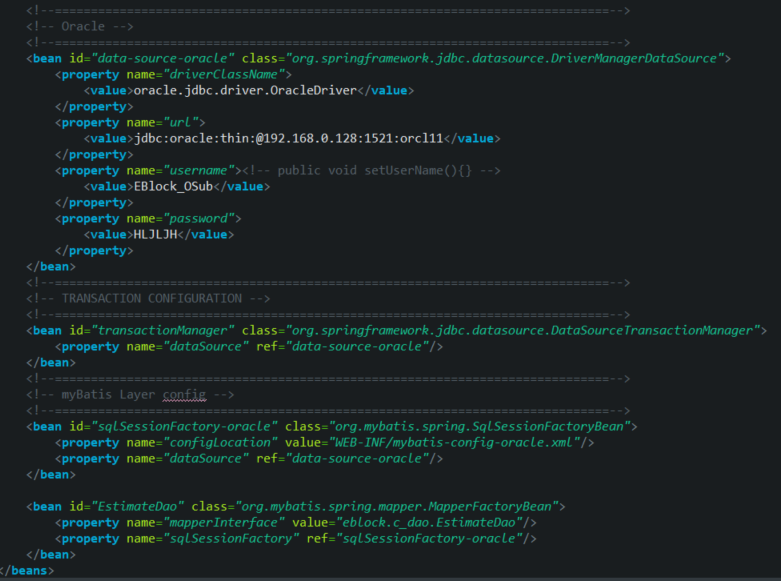 <!--=====================================================================-->
<!-- Oracle -->
<!--=====================================================================-->
<bean id="data-source-oracle" class="org.springframework.jdbc.datasource.DriverManagerDataSource">
<property name="driverClassName">
<value>oracle.jdbc.driver.OracleDriver</value>
</property>
<property name="url">
<value>jdbc:oracle:thin:@192.168.0.128:1521:orcl11</value>
</property>
<property name="username"><!-- public void setUserName(){} -->
<value>EBlock_OSub</value>
</property>
<property name="password">
<value>HLJLJH</value>
</property>
</bean>
<!--=====================================================================-->
<!-- TRANSACTION CONFIGURATION -->
<!--=====================================================================-->
<bean id="transactionManager" class="org.springframework.jdbc.datasource.DataSourceTransactionManager">
<property name="dataSource" ref="data-source-oracle"/>
</bean>
<!--=====================================================================-->
<!-- myBatis Layer config -->
<!--=====================================================================-->
<bean id="sqlSessionFactory-oracle" class="org.mybatis.spring.SqlSessionFactoryBean">
<property name="configLocation" value="WEB-INF/mybatis-config-oracle.xml"/>
<property name="dataSource" ref="data-source-oracle"/>
</bean>
<bean id="EstimateDao" class="org.mybatis.spring.mapper.MapperFactoryBean">
<property name="mapperInterface" value="eblock.c_dao.EstimateDao"/>
<property name="sqlSessionFactory" ref="sqlSessionFactory-oracle"/>
</bean>
</beans>